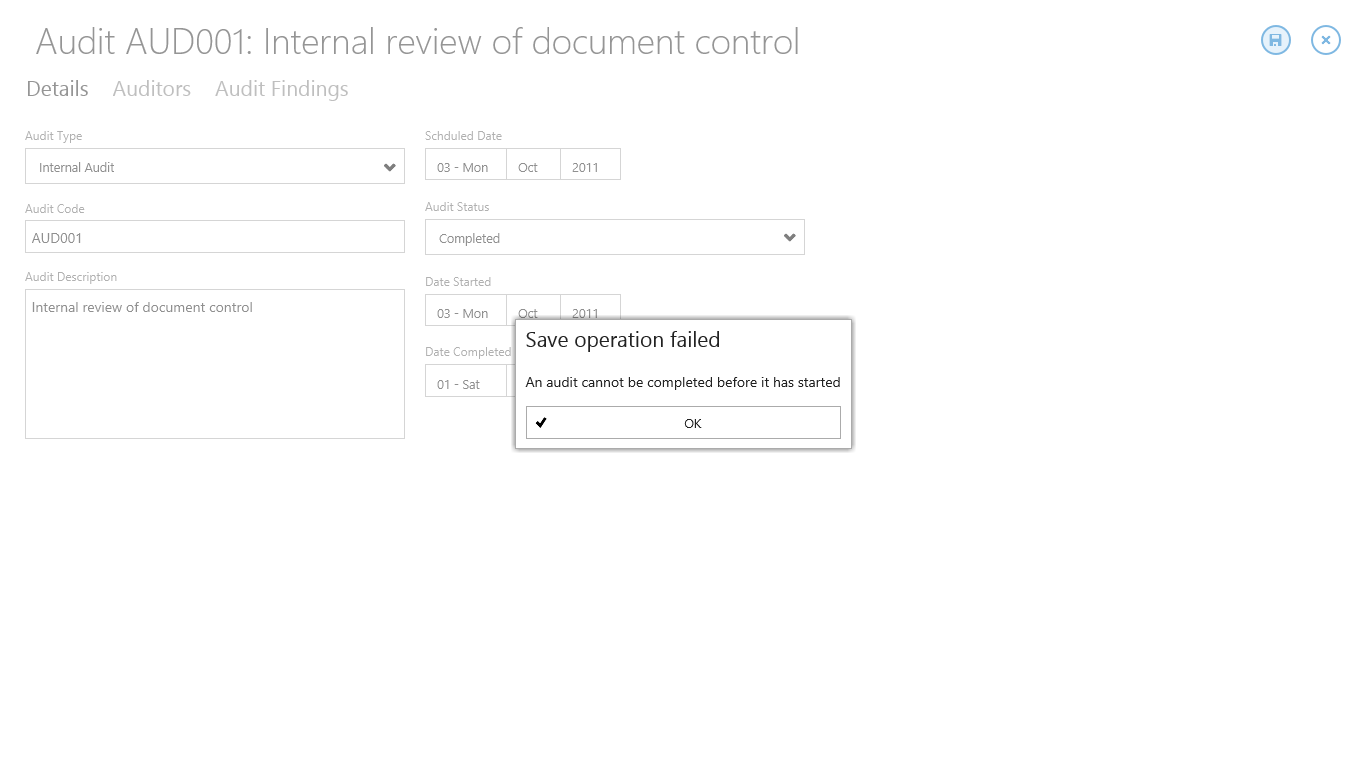 Audit AUD001: Internal review of document control
Details Auditors Audit Findings
Audit Type
Internal Audit
Audit Code
AUD001
Audit Description
Internal review of document control
Schduled Date
03 - Mon Oct 2011
Audit Status
Completed
Date Started
03 - Mon Oct 2011
Date Completed
01 - Sat
Save operation failed
An audit cannot be completed before it has started
OK